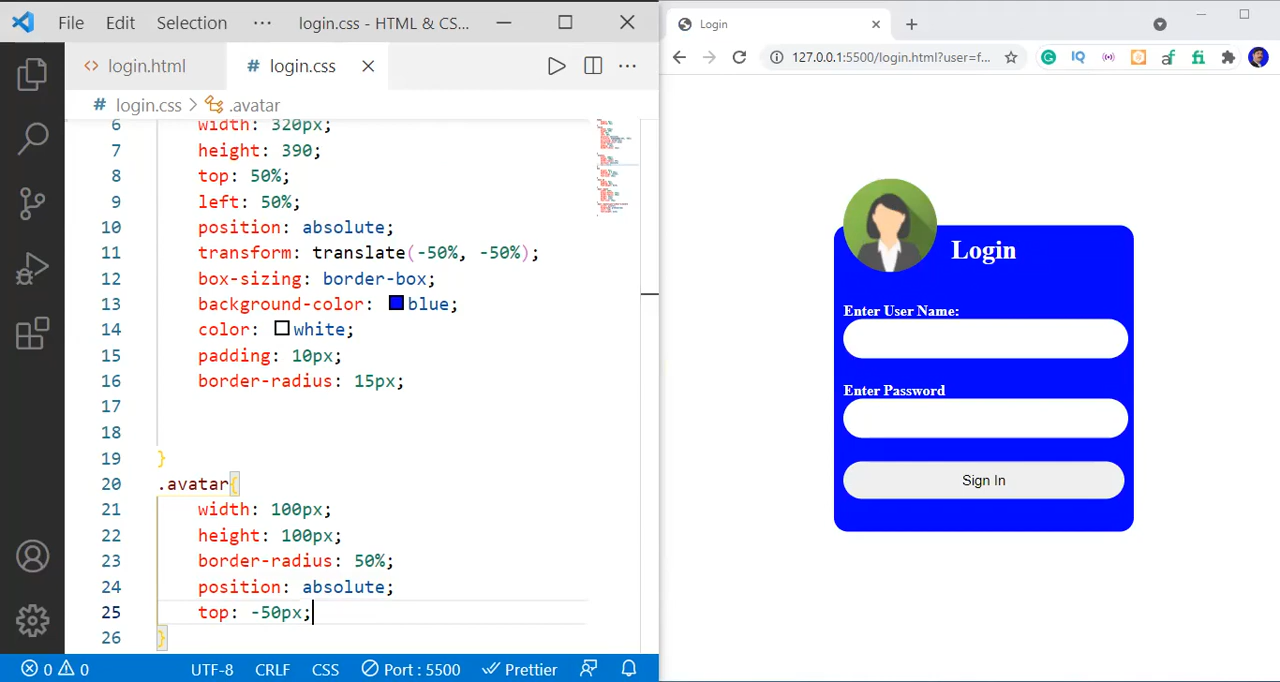 File Edit Selection ··· login.css - HTML & CS...
<> login.html # login.css
# login.css > .avatar
6 width: 320px;
7 height: 390;
8 top: 50%;
9 left: 50%;
10 position: absolute;
11 transform: translate(-50%, -50%);
12 box-sizing: border-box;
13 background-color: blue;
14 color: white;
15 padding: 10px;
16 border-radius: 15px;
17
18
19 }
20 .avatar{
21 width: 100px;
22 height: 100px;
23 border-radius: 50%;
24 position: absolute;
25 top: -50px;
26 }
0 0 UTF-8 CRLF CSS Port : 5500 Prettier
Login
127.0.0.1:5500/login.html?user=f...
IQ
af
fi
Login
Enter User Name:
Enter Password
Sign In